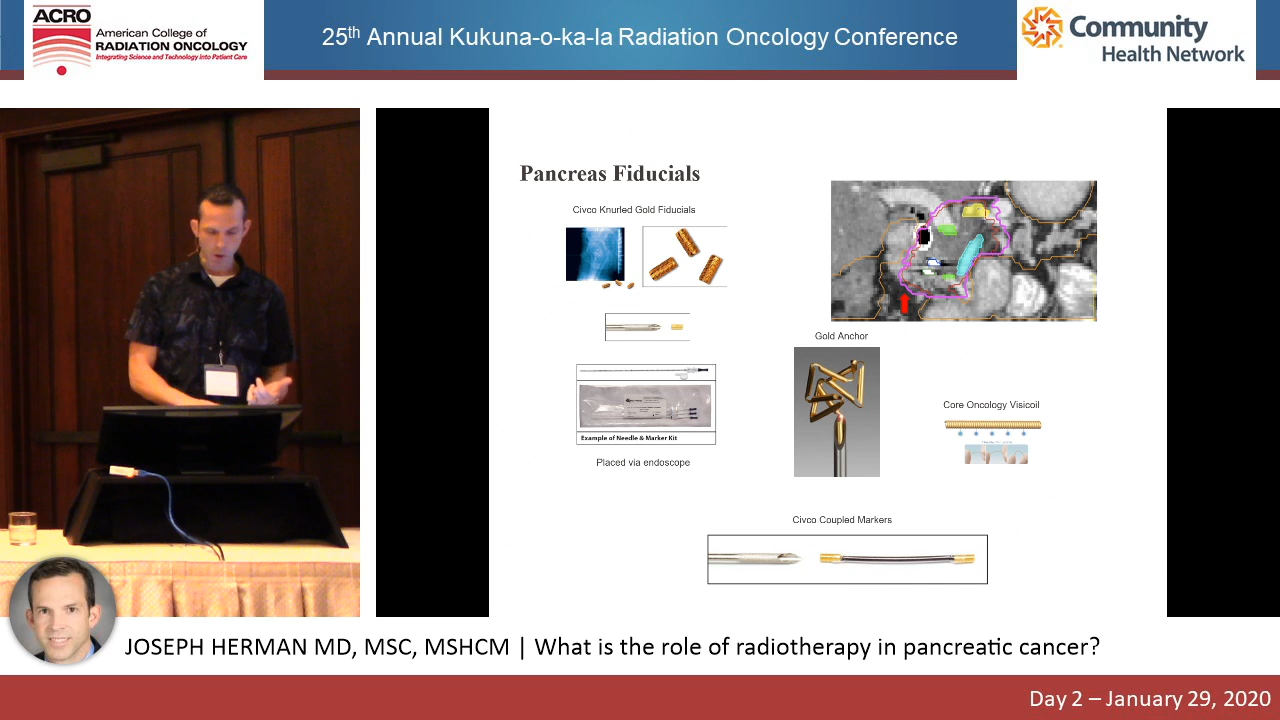 ACRO
American College of
RADIATION ONCOLOGY
Integrating Science and Technology into Patient Care
25th Annual Kukuna-o-ka-la Radiation Oncology Conference
Community
Health Network
Pancreas Fiducials
Civco Knurled Gold Fiducials
Example of Needle & Marker Kit
Placed via endoscope
Gold Anchor
Core Oncology Visicoil
Civco Coupled Markers
JOSEPH HERMAN MD, MSC, MSHCM | What is the role of radiotherapy in pancreatic cancer?
Day 2 – January 29, 2020